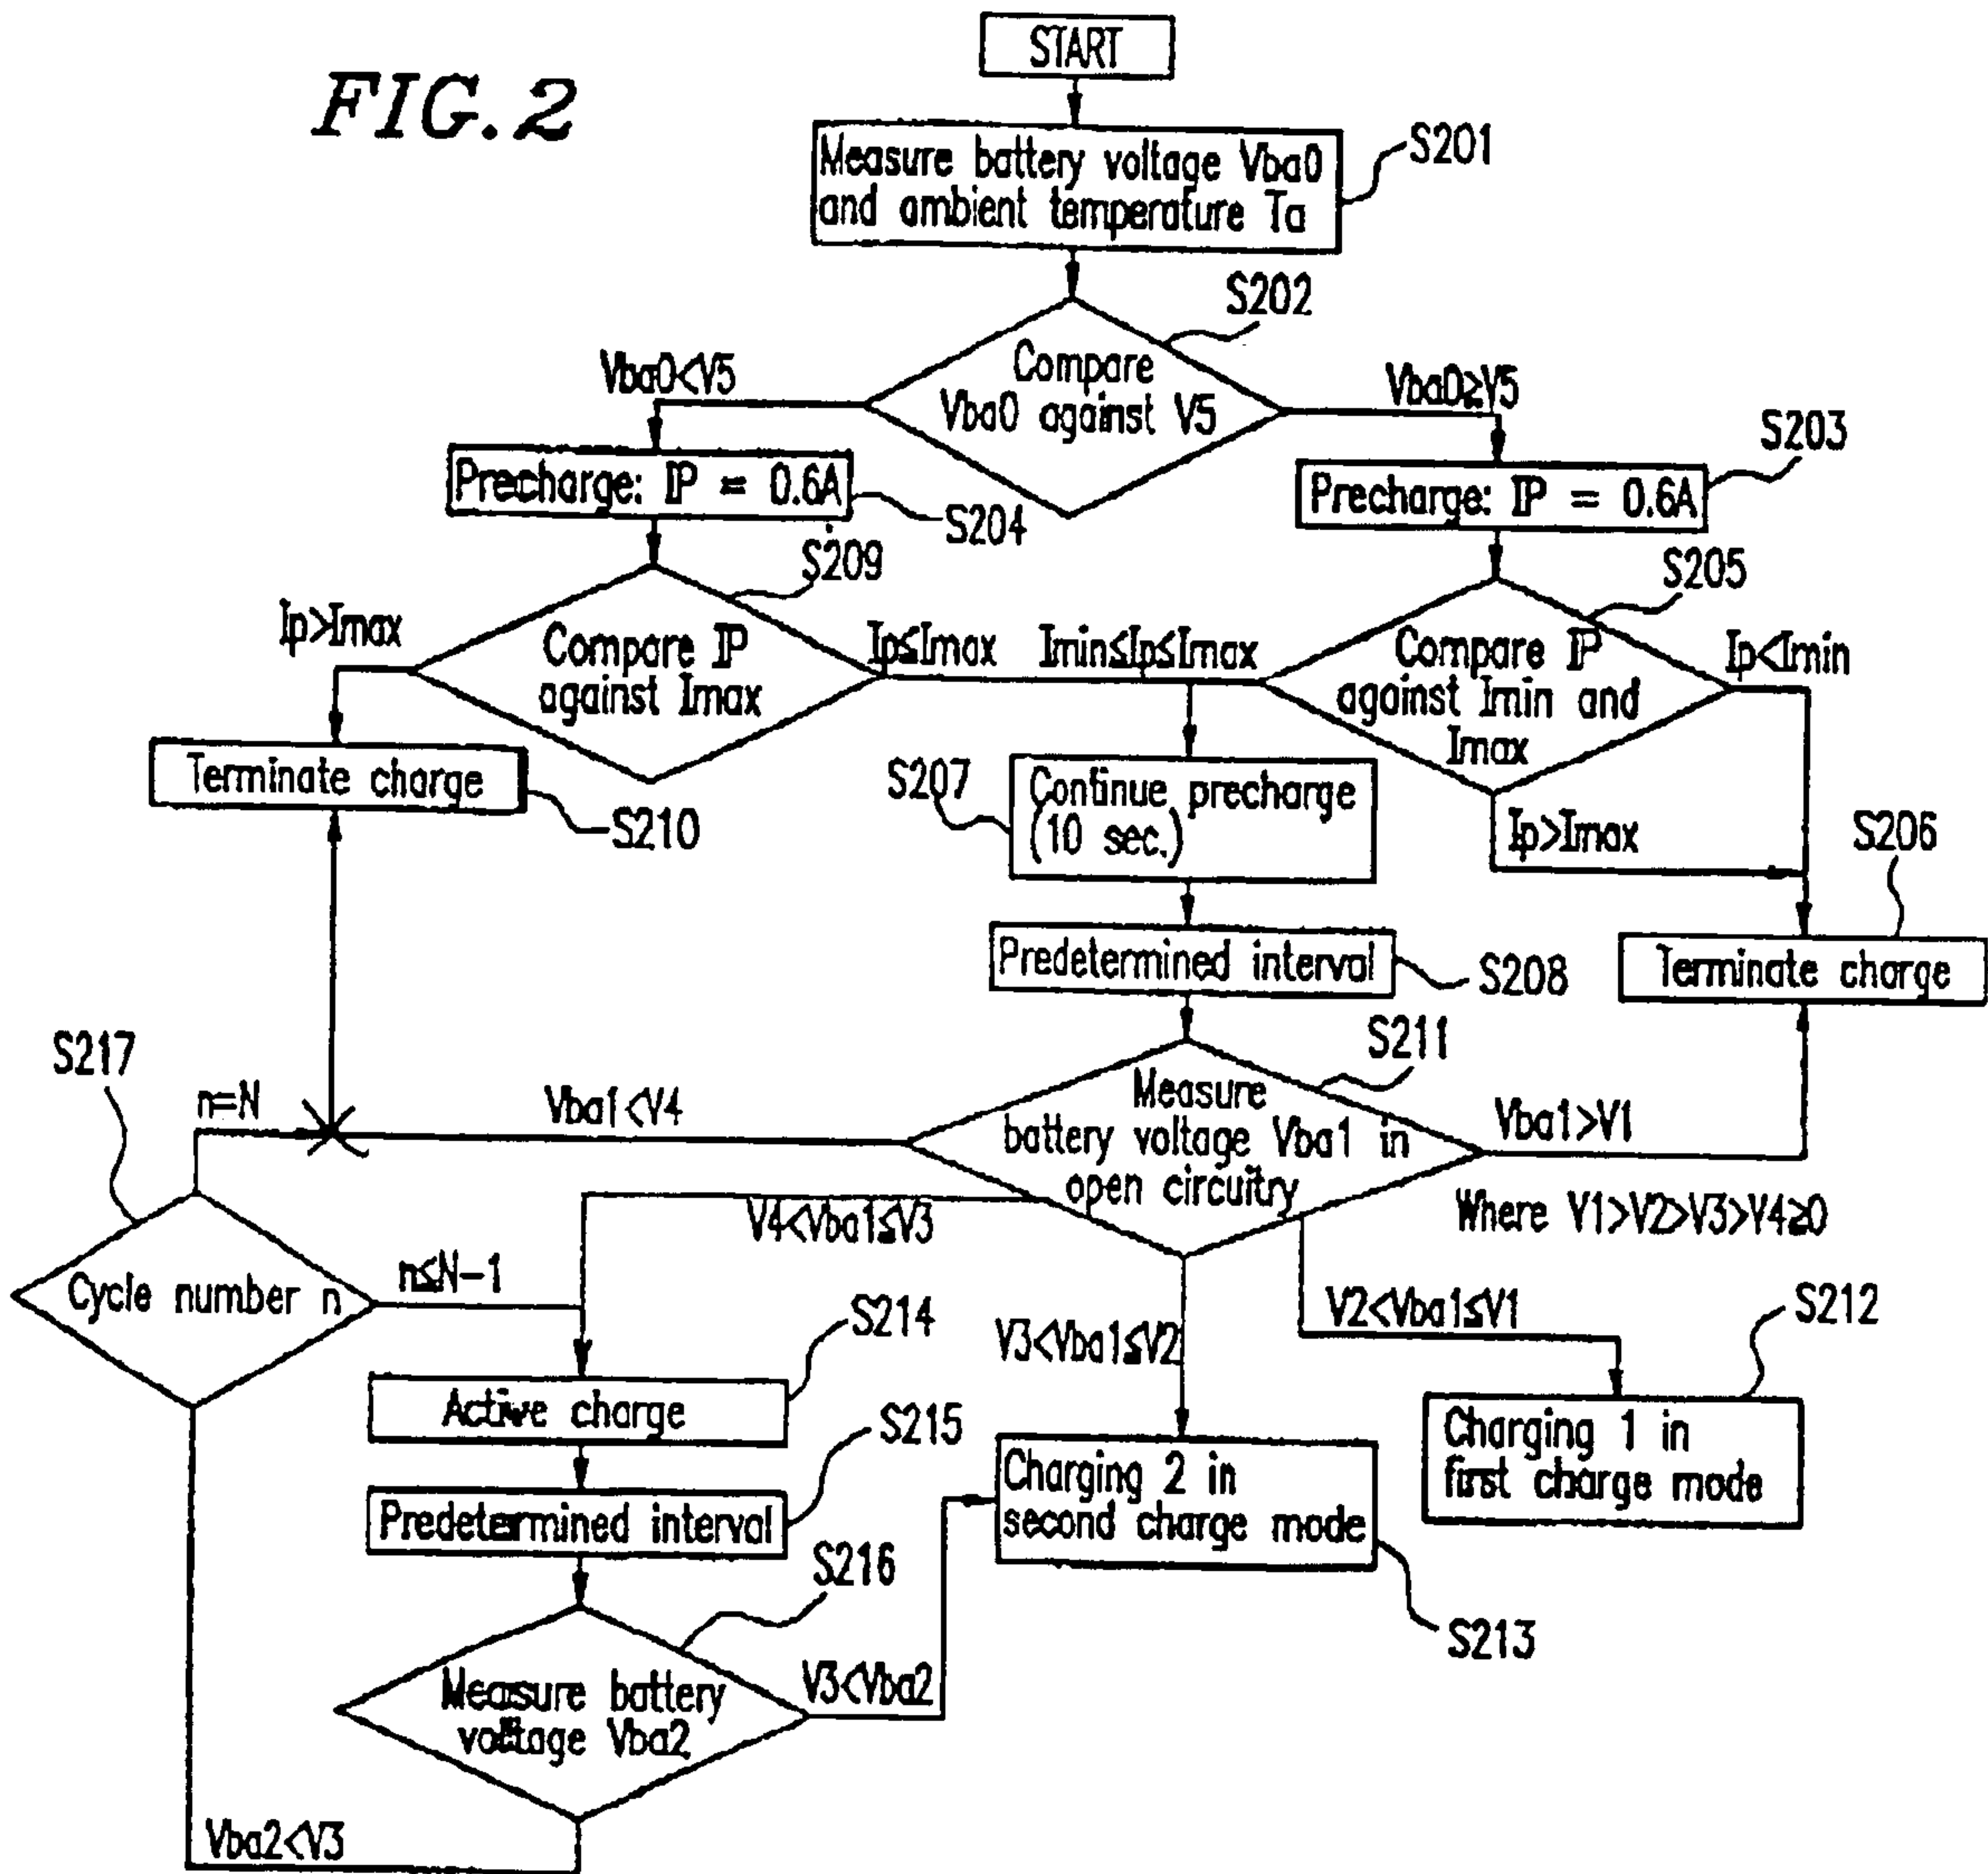 FIG.2
START
Measure battery voltage Vba0
and ambient temperature Ta
S201
S202
Compare
Vba0 against V5
Vba0<V5
Vba0≥V5
S203
Precharge: IP = 0.6A
S204
Precharge: IP = 0.6A
S209
S205
Ip>Imax
Compare IP
against Imax
Ip≤Imax
Imin≤Ip≤Imax
Compare IP
against Imin and
Imax
Ip<Imin
Terminate charge
S210
S207
Continue precharge
(10 sec.)
Ip>Imax
S206
Predetermined interval
S208
Terminate charge
S217
S211
n=N
Vba1<V4
Measure
battery voltage Vba1 in
open circuitry
Vba1>V1
V4<Vba1≤V3
Where V1>V2>V3>V4≥0
Cycle number n
n≤N-1
S214
V3<Vba1≤V2
V2<Vba1≤V1
S212
Active charge
S215
Charging 1 in
first charge mode
Predetermined interval
Charging 2 in
second charge mode
S216
S213
Measure battery
voltage Vba2
V3<Vba2
Vba2<V3